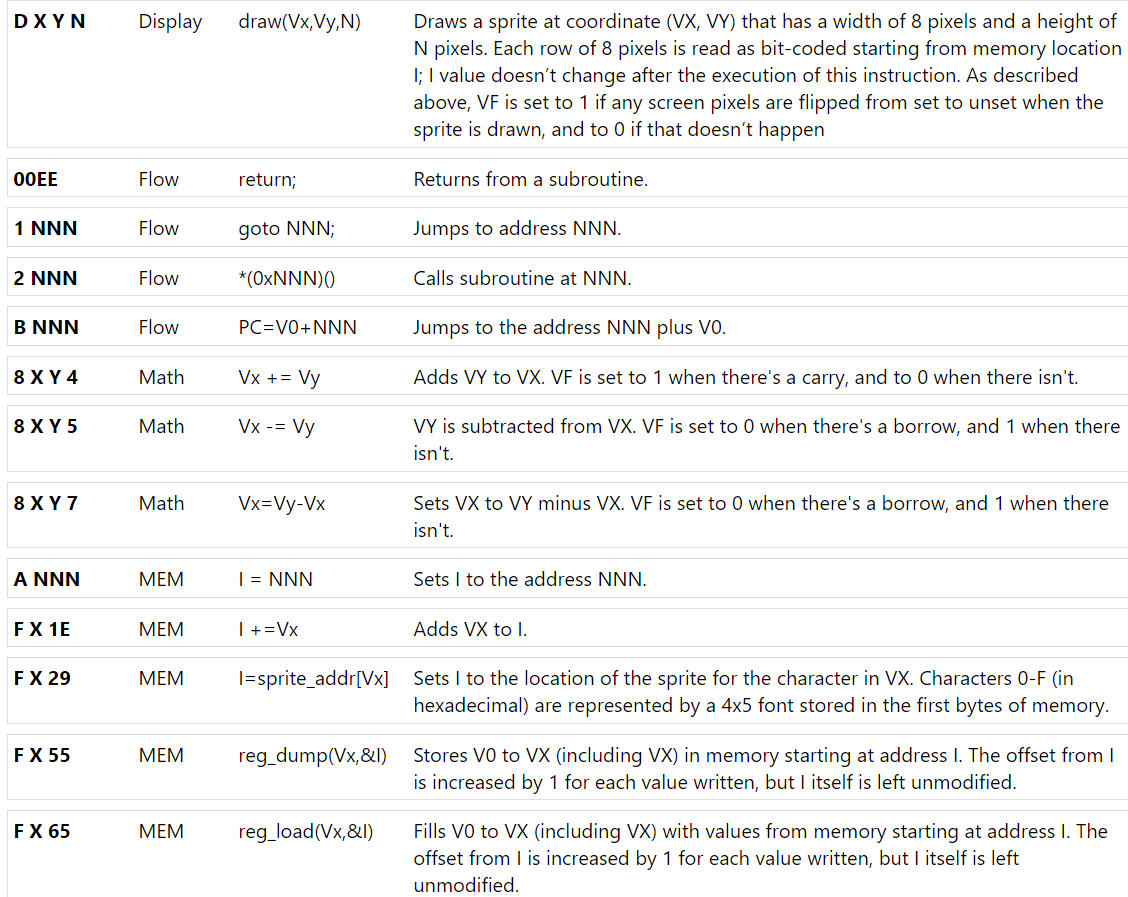 D X Y N Display draw(Vx,Vy,N) Draws a sprite at coordinate (VX, VY) that has a width of 8 pixels and a height of
N pixels. Each row of 8 pixels is read as bit-coded starting from memory location
I; I value doesn’t change after the execution of this instruction. As described
above, VF is set to 1 if any screen pixels are flipped from set to unset when the
sprite is drawn, and to 0 if that doesn’t happen
00EE Flow return; Returns from a subroutine.
1 NNN Flow goto NNN; Jumps to address NNN.
2 NNN Flow *(0xNNN)() Calls subroutine at NNN.
B NNN Flow PC=V0+NNN Jumps to the address NNN plus V0.
8 X Y 4 Math Vx += Vy Adds VY to VX. VF is set to 1 when there's a carry, and to 0 when there isn't.
8 X Y 5 Math Vx -= Vy VY is subtracted from VX. VF is set to 0 when there's a borrow, and 1 when there
isn't.
8 X Y 7 Math Vx=Vy-Vx Sets VX to VY minus VX. VF is set to 0 when there's a borrow, and 1 when there
isn't.
A NNN MEM I = NNN Sets I to the address NNN.
F X 1E MEM I +=Vx Adds VX to I.
F X 29 MEM I=sprite_addr[Vx] Sets I to the location of the sprite for the character in VX. Characters 0-F (in
hexadecimal) are represented by a 4x5 font stored in the first bytes of memory.
F X 55 MEM reg_dump(Vx,&I) Stores V0 to VX (including VX) in memory starting at address I. The offset from I
is increased by 1 for each value written, but I itself is left unmodified.
F X 65 MEM reg_load(Vx,&I) Fills V0 to VX (including VX) with values from memory starting at address I. The
offset from I is increased by 1 for each value written, but I itself is left
unmodified.